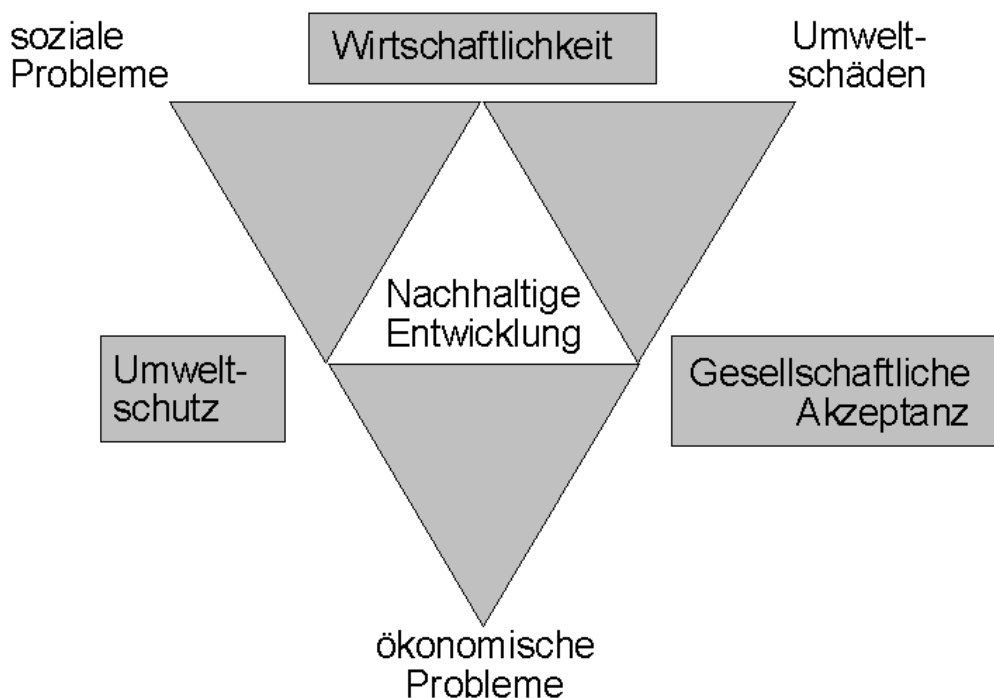 soziale
Probleme
Wirtschaftlichkeit
Umwelt-
schäden
Nachhaltige
Entwicklung
Umwelt-
schutz
Gesellschaftliche
Akzeptanz
ökonomische
Probleme